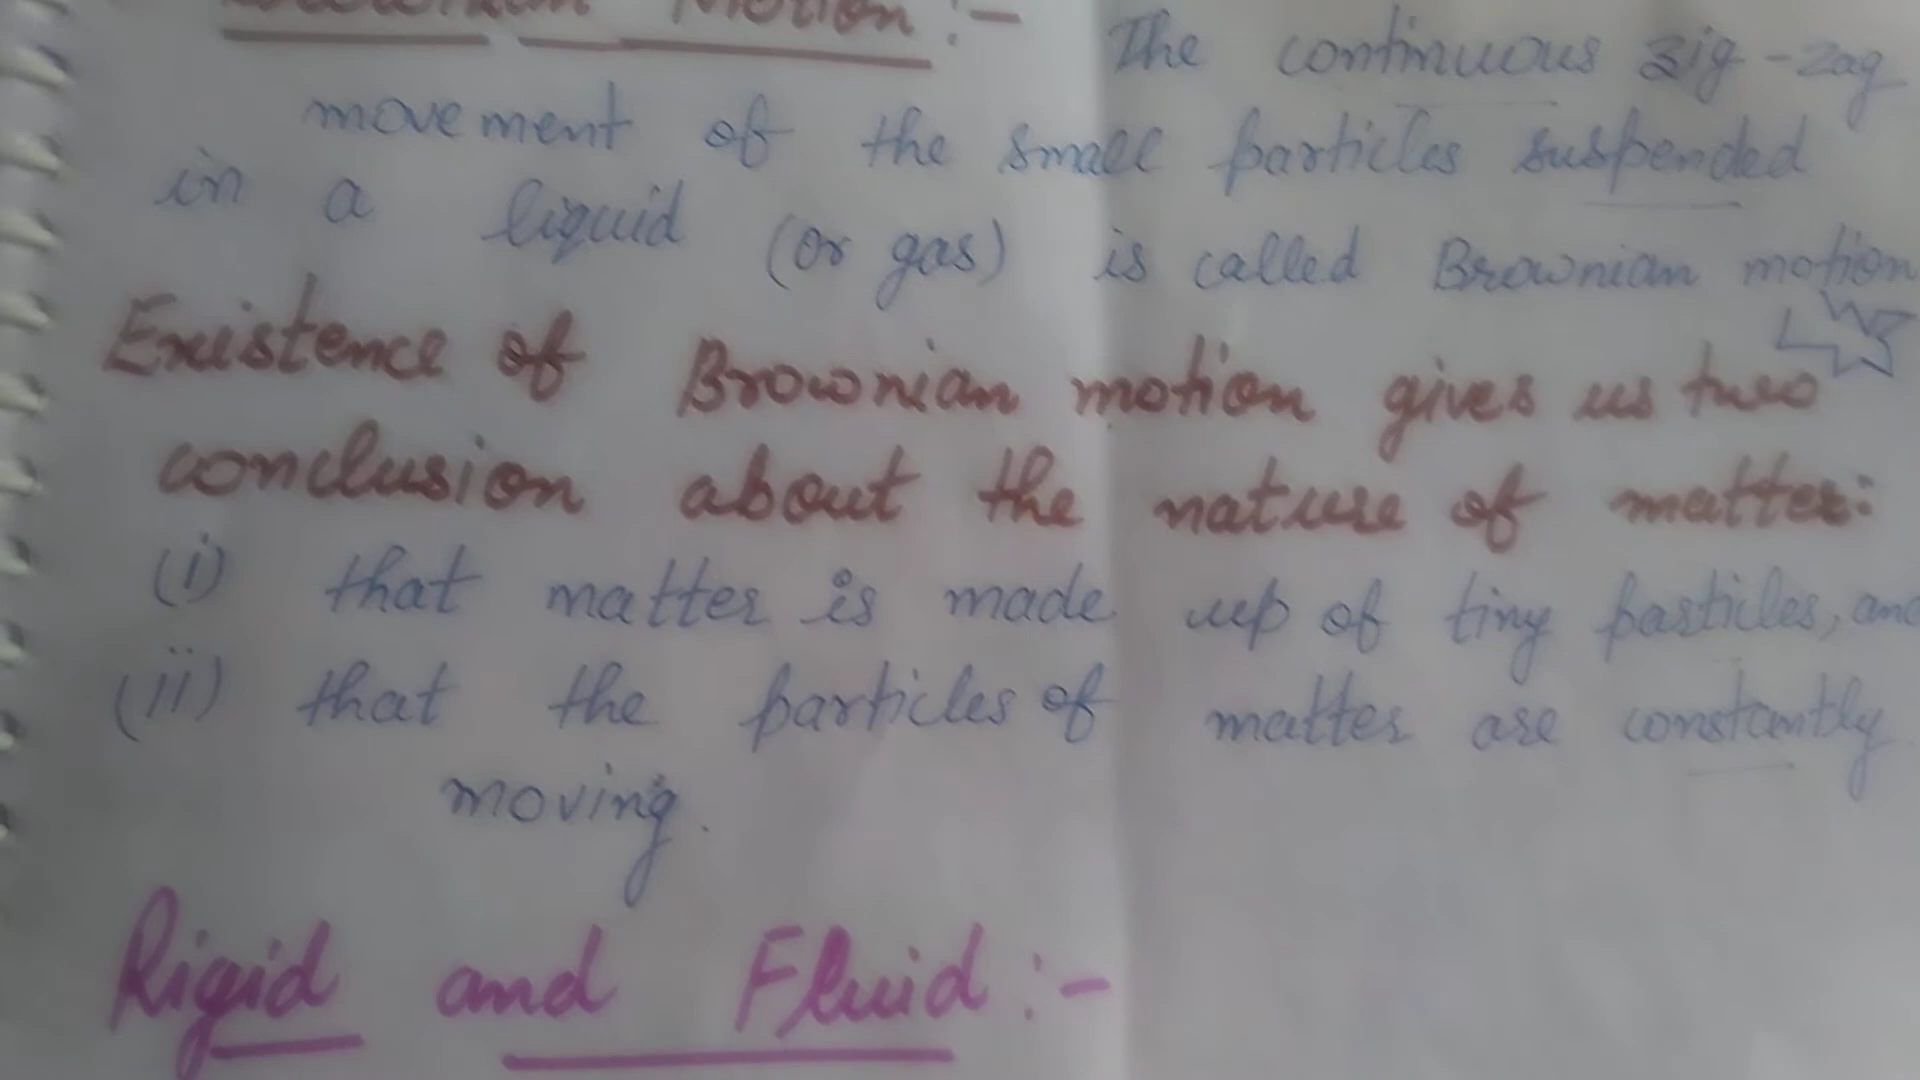 Brownian Motion :- The continuous zig-zag
movement of the small particles suspended
in a liquid (or gas) is called Brownian motion
Existence of Brownian motion gives us two
conclusion about the nature of matter:
(i) that matter is made up of tiny particles, and
(ii) that the particles of matter are constantly
moving.
Rigid and Fluid :-